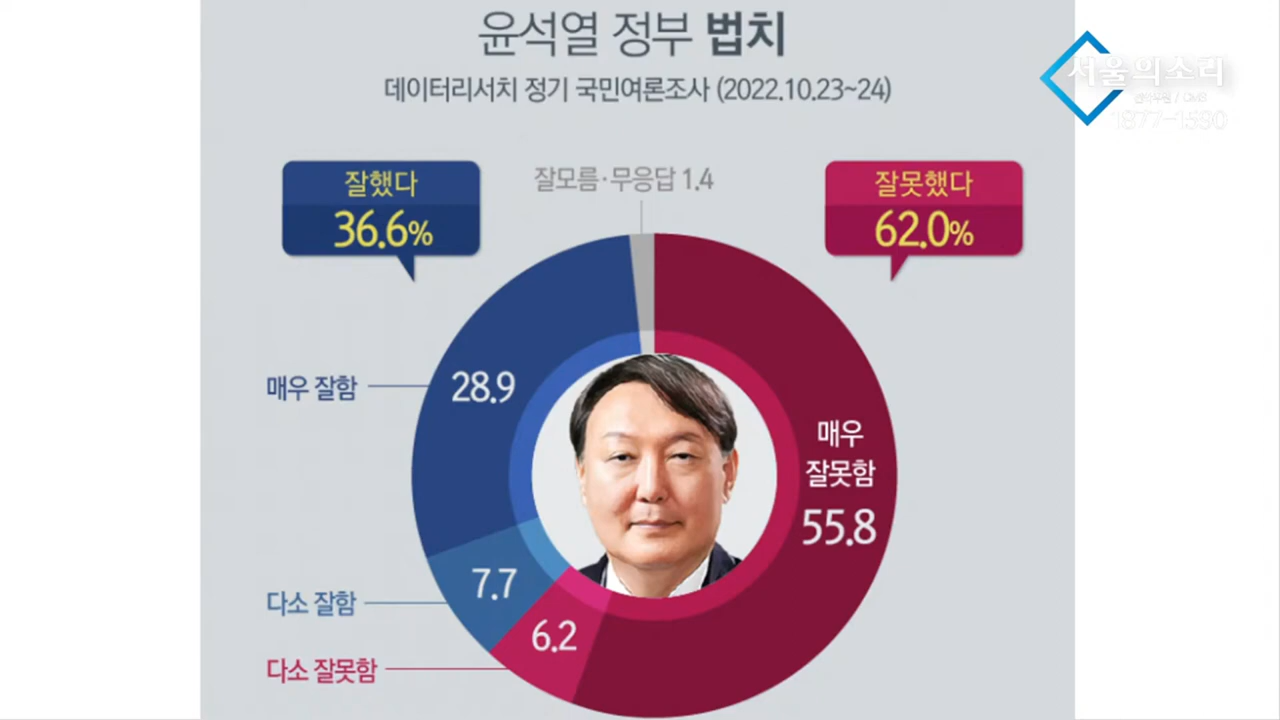 윤석열 정부 법치
데이터리서치 정기 국민여론조사 (2022.10.23~24)
서울의소리
1877-1580
잘했다
36.6%
잘모름·무응답 1.4
잘못했다
62.0%
매우 잘함
28.9
매우
잘못함
55.8
다소 잘함
7.7
6.2
다소 잘못함